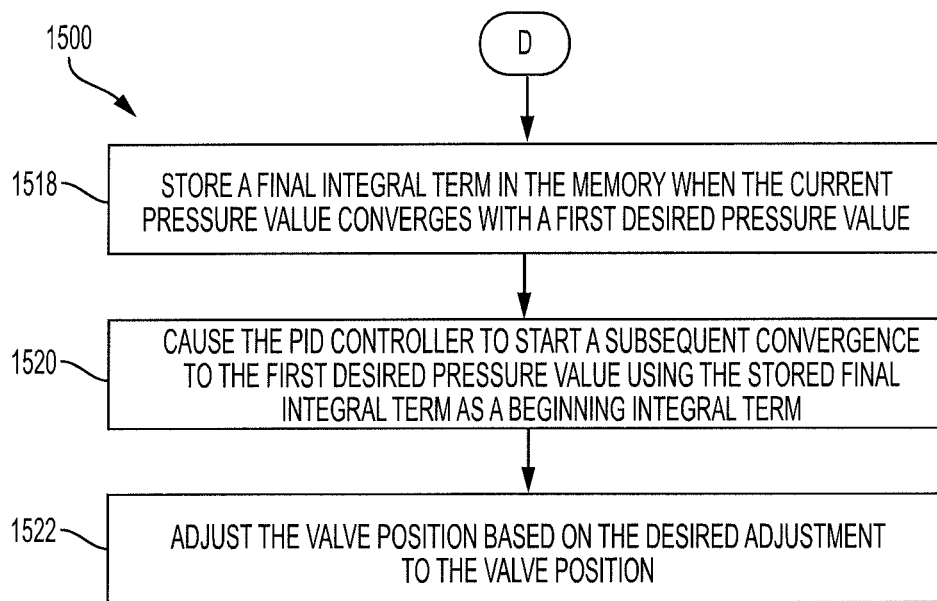 1500
D
1518
STORE A FINAL INTEGRAL TERM IN THE MEMORY WHEN THE CURRENT
PRESSURE VALUE CONVERGES WITH A FIRST DESIRED PRESSURE VALUE
1520
CAUSE THE PID CONTROLLER TO START A SUBSEQUENT CONVERGENCE
TO THE FIRST DESIRED PRESSURE VALUE USING THE STORED FINAL
INTEGRAL TERM AS A BEGINNING INTEGRAL TERM
1522
ADJUST THE VALVE POSITION BASED ON THE DESIRED ADJUSTMENT
TO THE VALVE POSITION